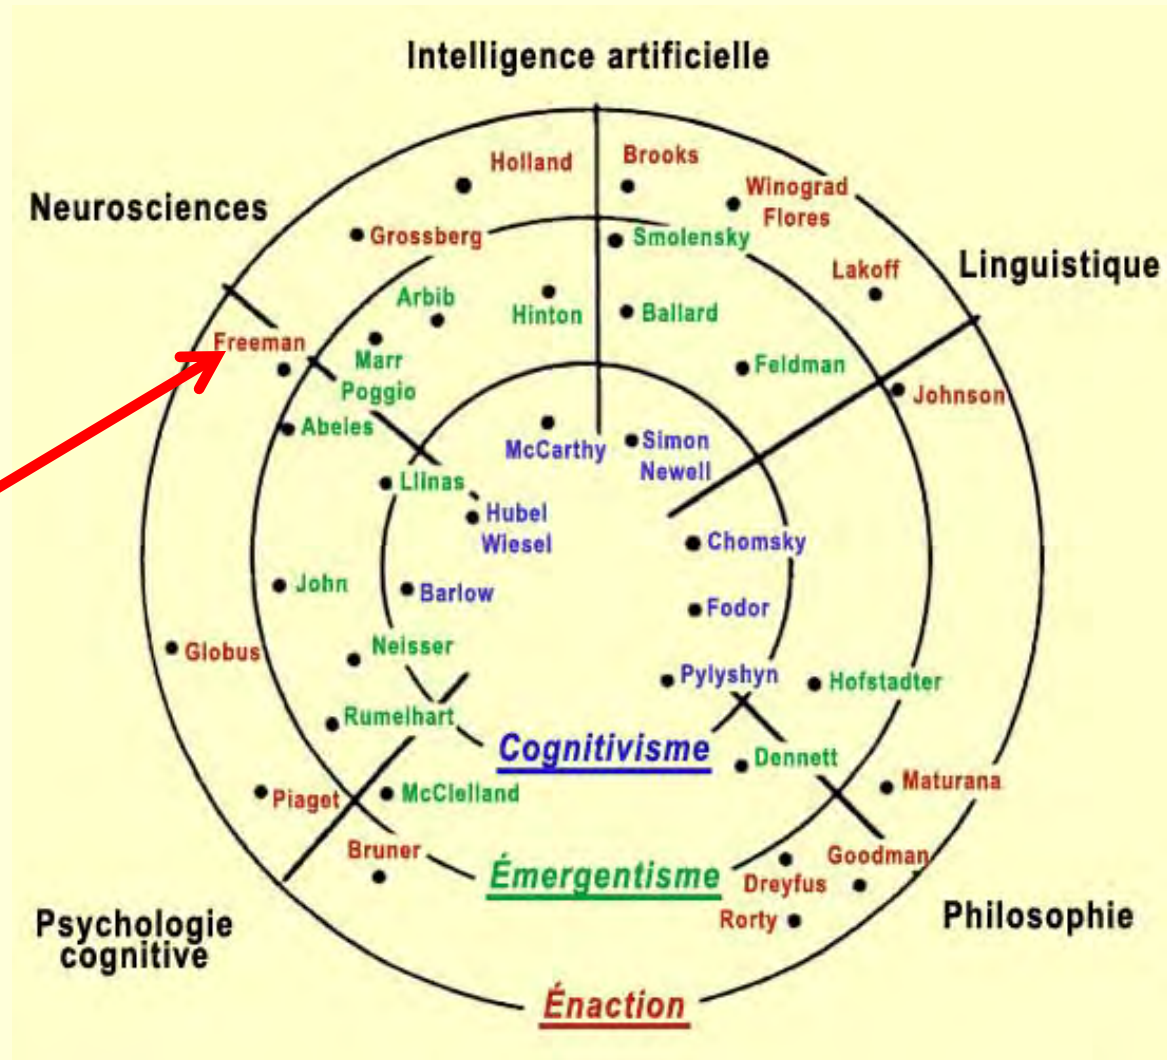 Intelligence artificielle
Holland
Brooks
Winograd
Flores
Neurosciences
Grossberg
Smolensky
Lakoff
Linguistique
Arbib
Hinton
Ballard
Freeman
Marr
Poggio
Feldman
Johnson
Abeles
McCarthy
Simon
Newell
Llinas
Hubel
Wiesel
Chomsky
John
Barlow
Fodor
Globus
Neisser
Pylyshyn
Hofstadter
Rumelhart
Cognitivisme
Dennett
Maturana
Piaget
McClelland
Bruner
Émergentisme
Goodman
Dreyfus
Rorty
Philosophie
Psychologie
cognitive
Énaction